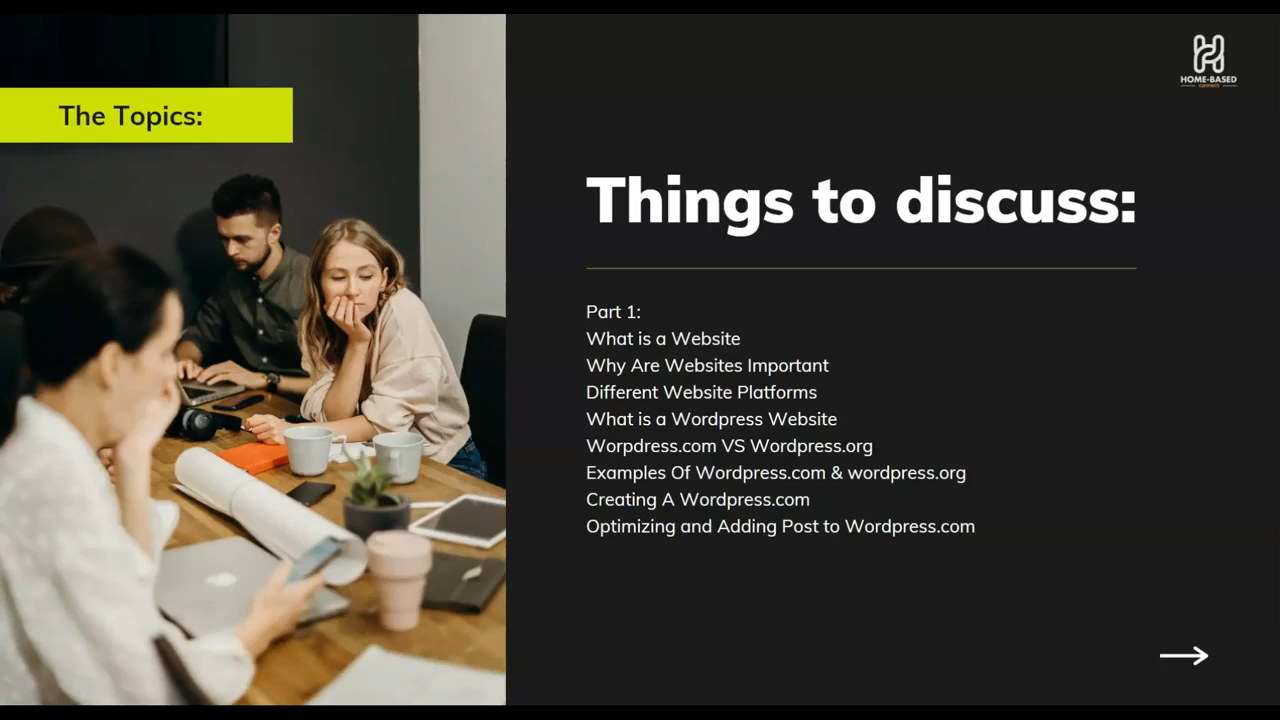 The Topics:
HOME-BASED
connect
Things to discuss:
Part 1:
What is a Website
Why Are Websites Important
Different Website Platforms
What is a Wordpress Website
Worpdress.com VS Wordpress.org
Examples Of Wordpress.com & wordpress.org
Creating A Wordpress.com
Optimizing and Adding Post to Wordpress.com